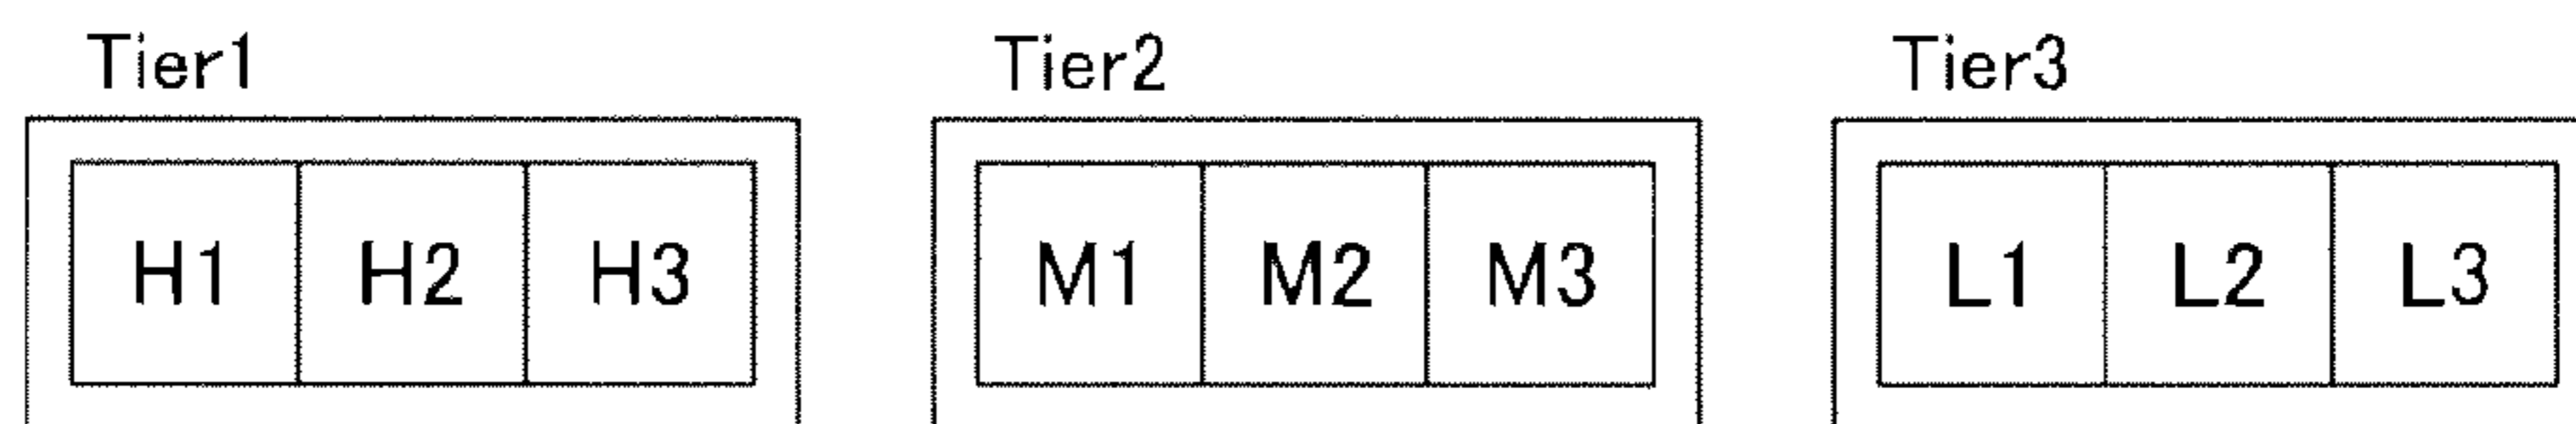 Tier1 Tier2 Tier3
H1 H2 H3 M1 M2 M3 L1 L2 L3